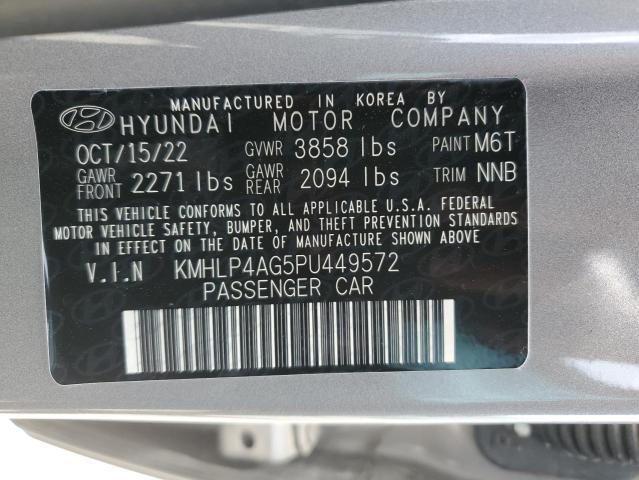 MANUFACTURED IN KOREA BY
HYUNDAI MOTOR COMPANY
OCT/15/22 GVWR 3858 lbs PAINT M6T
GAWR FRONT 2271 lbs GAWR REAR 2094 lbs TRIM NNB
THIS VEHICLE CONFORMS TO ALL APPLICABLE U.S.A. FEDERAL
MOTOR VEHICLE SAFETY, BUMPER, AND THEFT PREVENTION STANDARDS
IN EFFECT ON THE DATE OF MANUFACTURE SHOWN ABOVE
V.I.N KMHLP4AG5PU449572
PASSENGER CAR